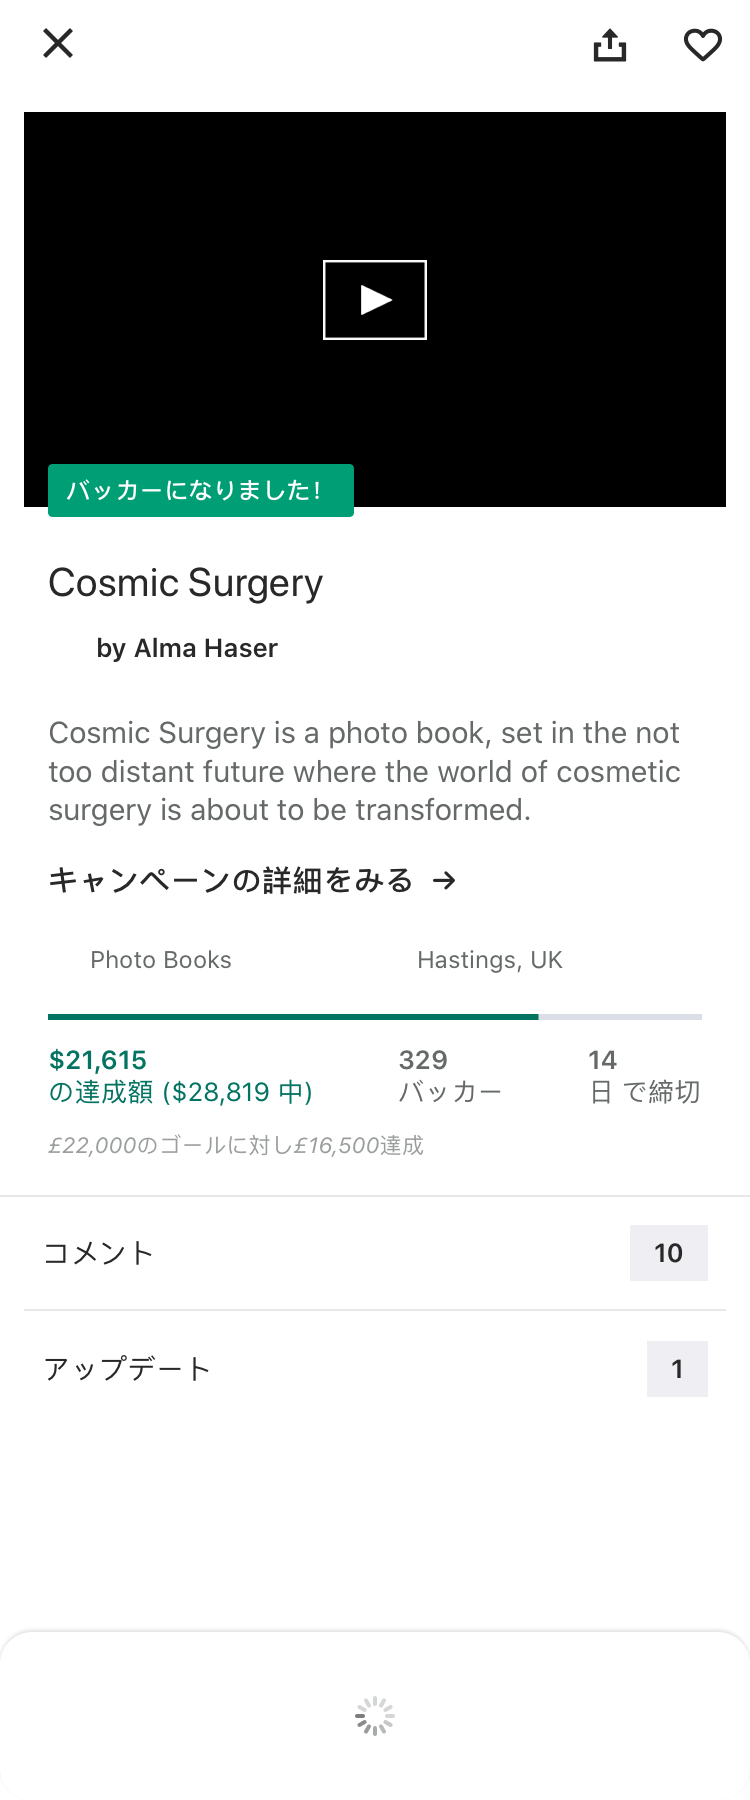 バッカーになりました！
Cosmic Surgery
by Alma Haser
Cosmic Surgery is a photo book, set in the not
too distant future where the world of cosmetic
surgery is about to be transformed.
キャンペーンの詳細をみる →
Photo Books
Hastings, UK
$21,615
の達成額 ($28,819 中)
329
バッカー
14
日 で締切
£22,000のゴールに対し£16,500達成
コメント
10
アップデート
1